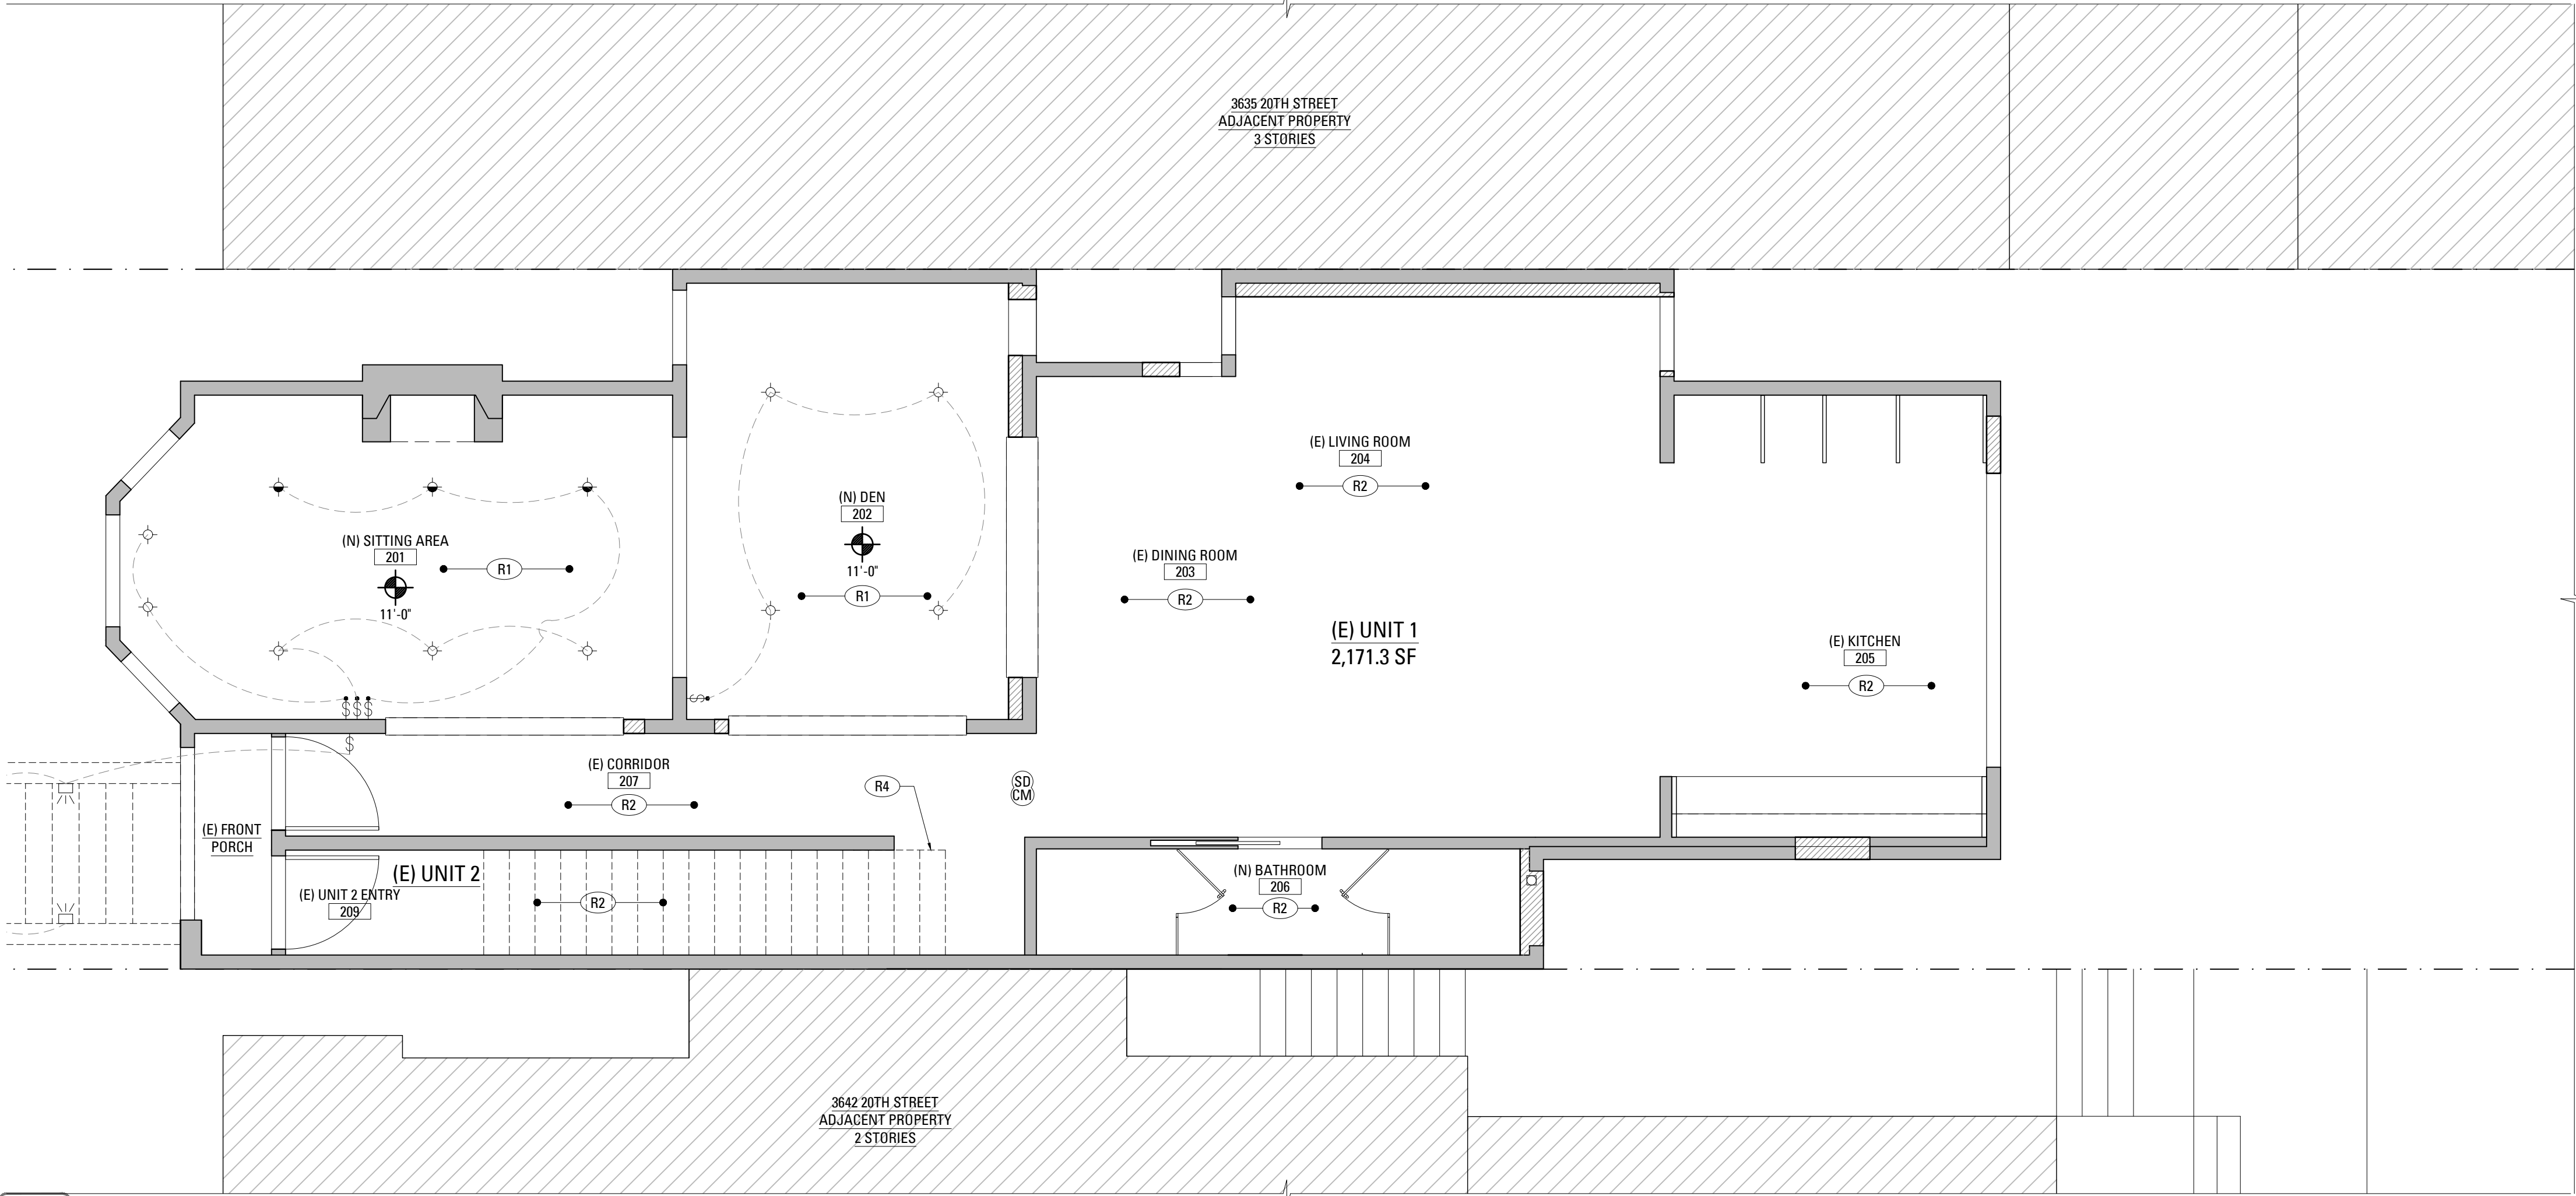 3635 20TH STREET
ADJACENT PROPERTY
3 STORIES
(E) LIVING ROOM
204
R2
(N) DEN
202
11'-0"
R1
(N) SITTING AREA
201
R1
11'-0"
(E) DINING ROOM
203
R2
(E) UNIT 1
2,171.3 SF
(E) KITCHEN
205
R2
$$$
$
$
(E) CORRIDOR
207
R2
R4
SD
CM
(E) FRONT
PORCH
(E) UNIT 2
(E) UNIT 2 ENTRY
209
R2
(N) BATHROOM
206
R2
3642 20TH STREET
ADJACENT PROPERTY
2 STORIES